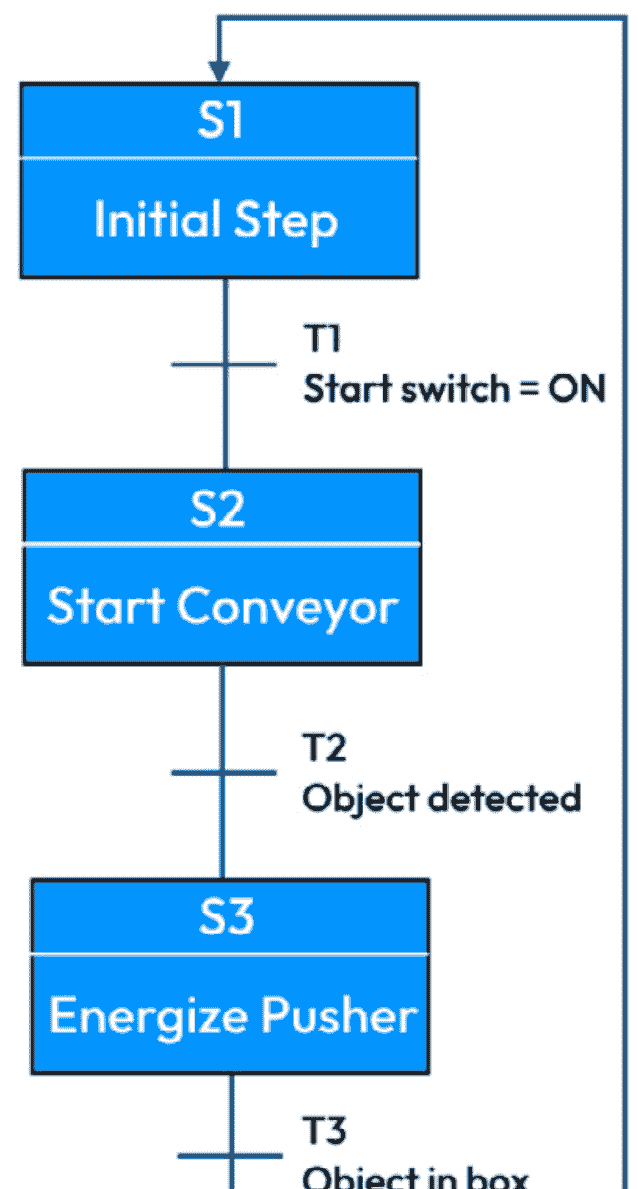 S1
Initial Step
T1
Start switch = ON
S2
Start Conveyor
T2
Object detected
S3
Energize Pusher
T3
Object in box